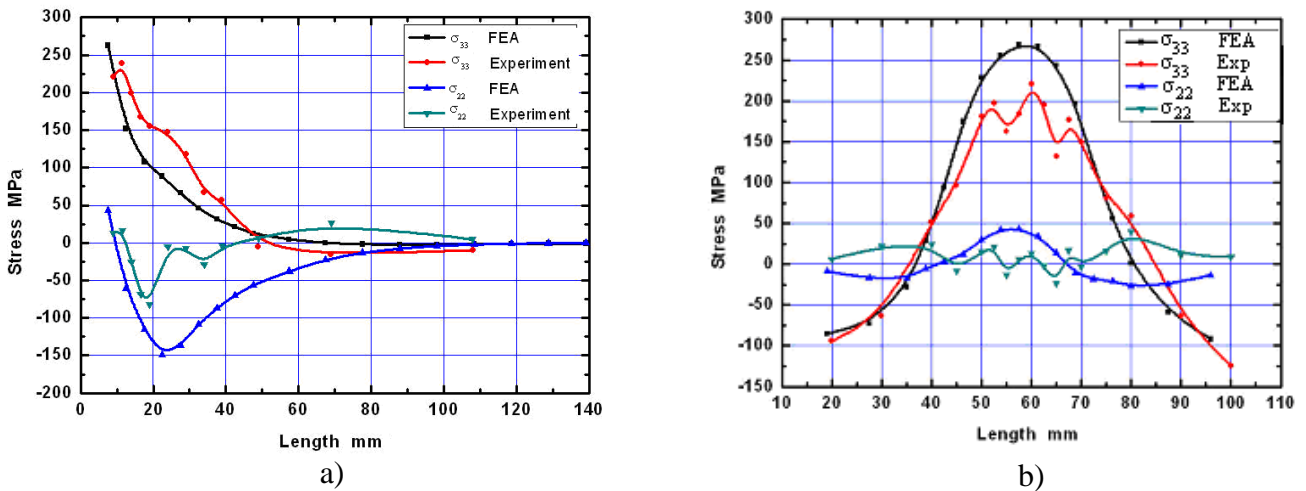 300
250
200
150
100
50
0
-50
-100
-150
-200
Stress MPa
0 20 40 60 80 100 120 140
Length mm
σ33 FEA
σ33 Experiment
σ22 FEA
σ22 Experiment
a)
300
250
200
150
100
50
0
-50
-100
-150
Stress MPa
10 20 30 40 50 60 70 80 90 100 110
Length mm
σ33 FEA
σ33 Exp
σ22 FEA
σ22 Exp
b)